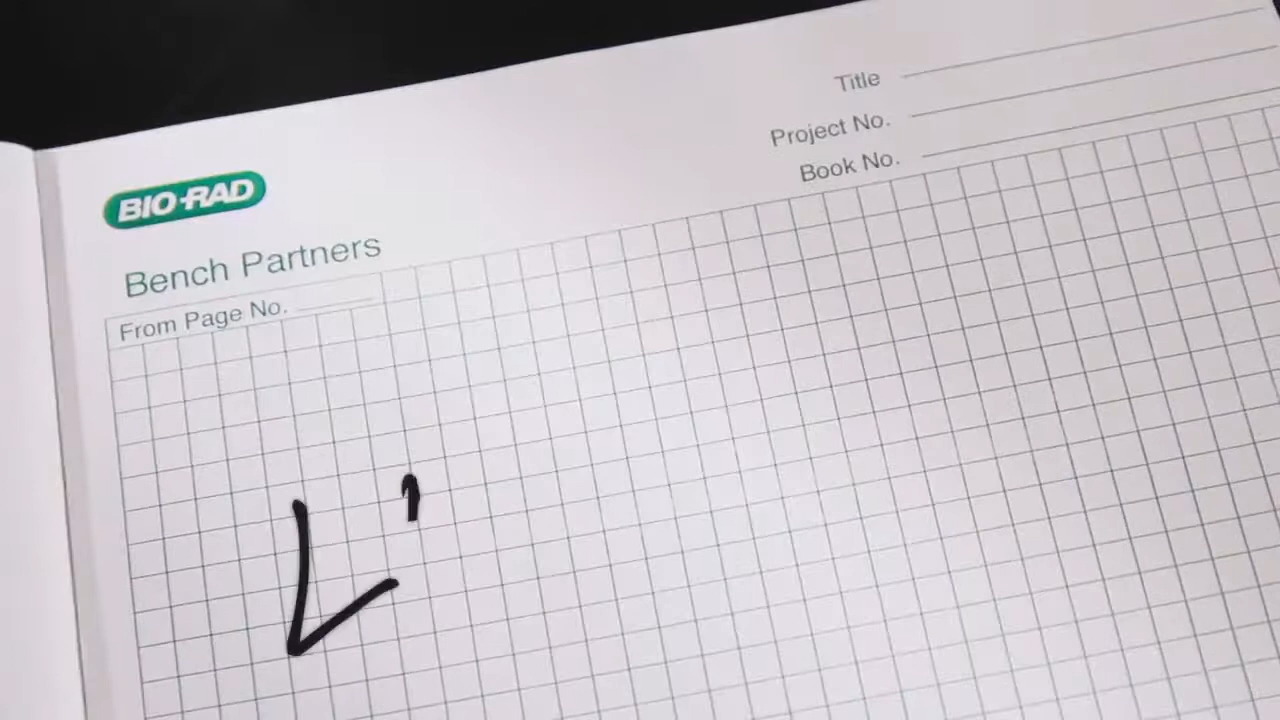 Title
Project No.
Book No.
BIO-RAD
Bench Partners
From Page No.
L'